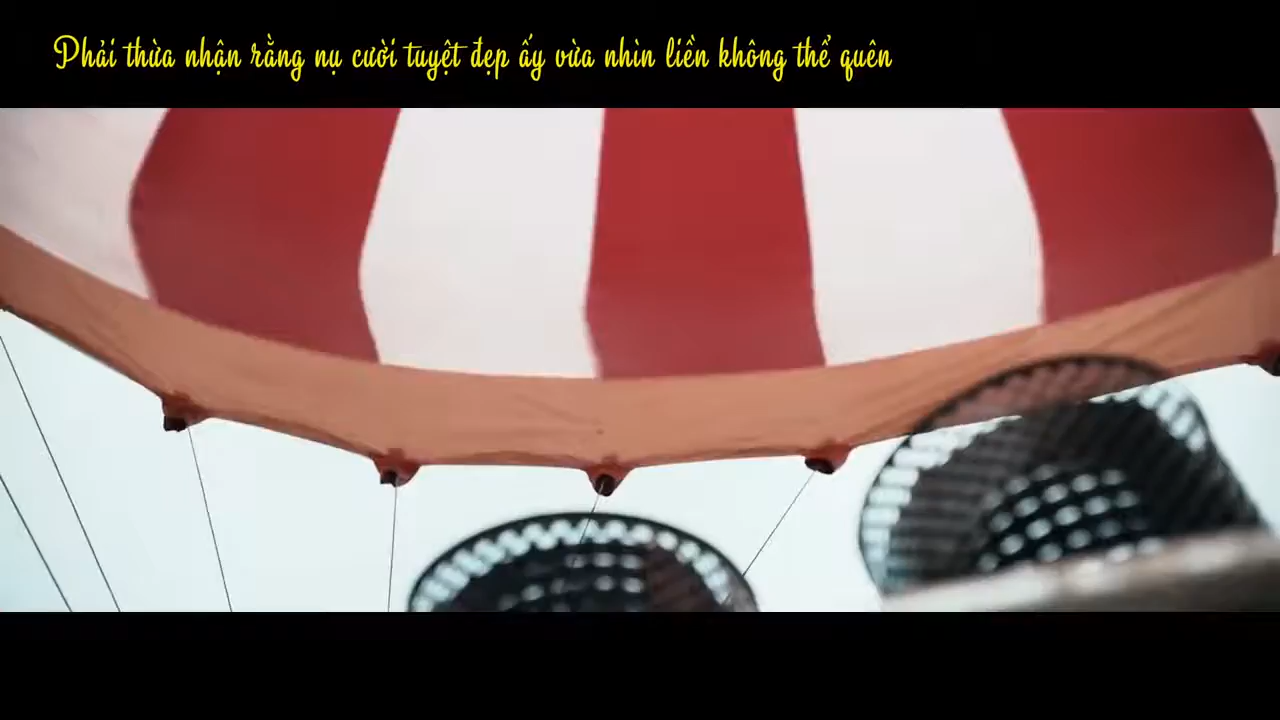 Phải thừa nhận rằng nụ cười tuyệt đẹp ấy vừa nhìn liền không thể quên